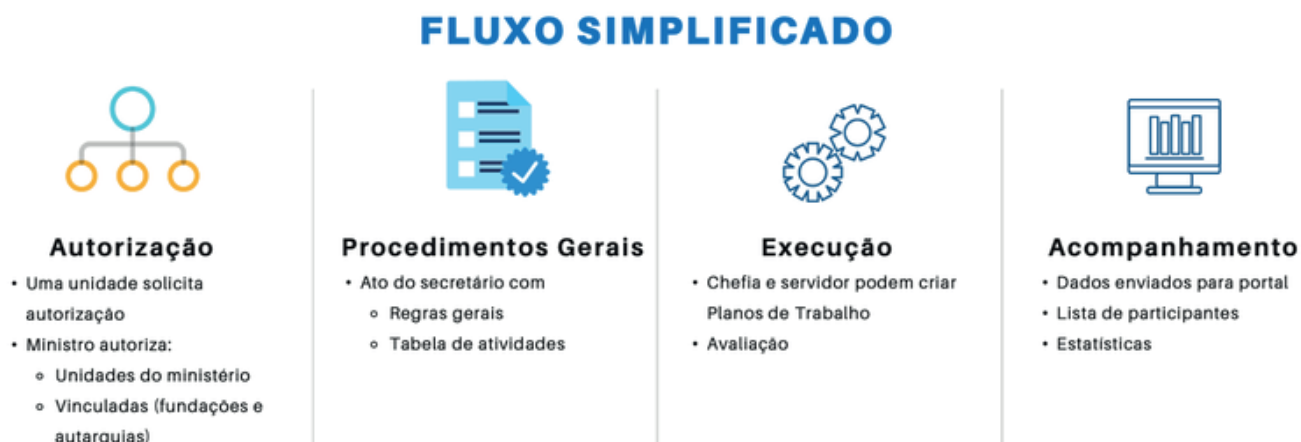 FLUXO SIMPLIFICADO
Autorização
• Uma unidade solicita
autorização
• Ministro autoriza:
∘ Unidades do ministério
∘ Vinculadas (fundações e
autarquias)
Procedimentos Gerais
• Ato do secretário com
∘ Regras gerais
∘ Tabela de atividades
Execução
• Chefia e servidor podem criar
Planos de Trabalho
• Avaliação
Acompanhamento
• Dados enviados para portal
• Lista de participantes
• Estatísticas